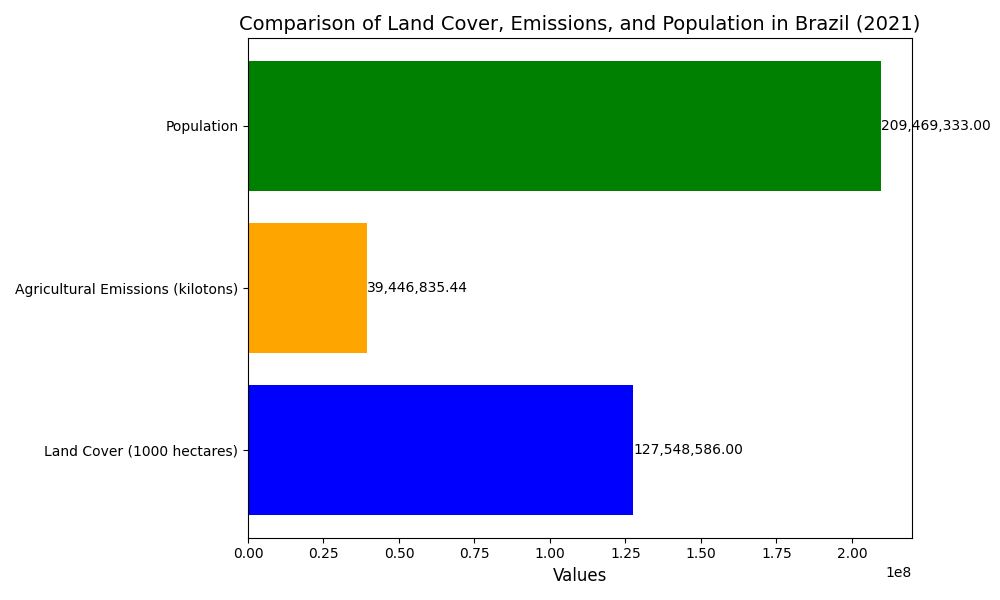 Comparison of Land Cover, Emissions, and Population in Brazil (2021)
Population
209,469,333.00
Agricultural Emissions (kilotons)
39,446,835.44
Land Cover (1000 hectares)
127,548,586.00
0.00 0.25 0.50 0.75 1.00 1.25 1.50 1.75 2.00
1e8
Values